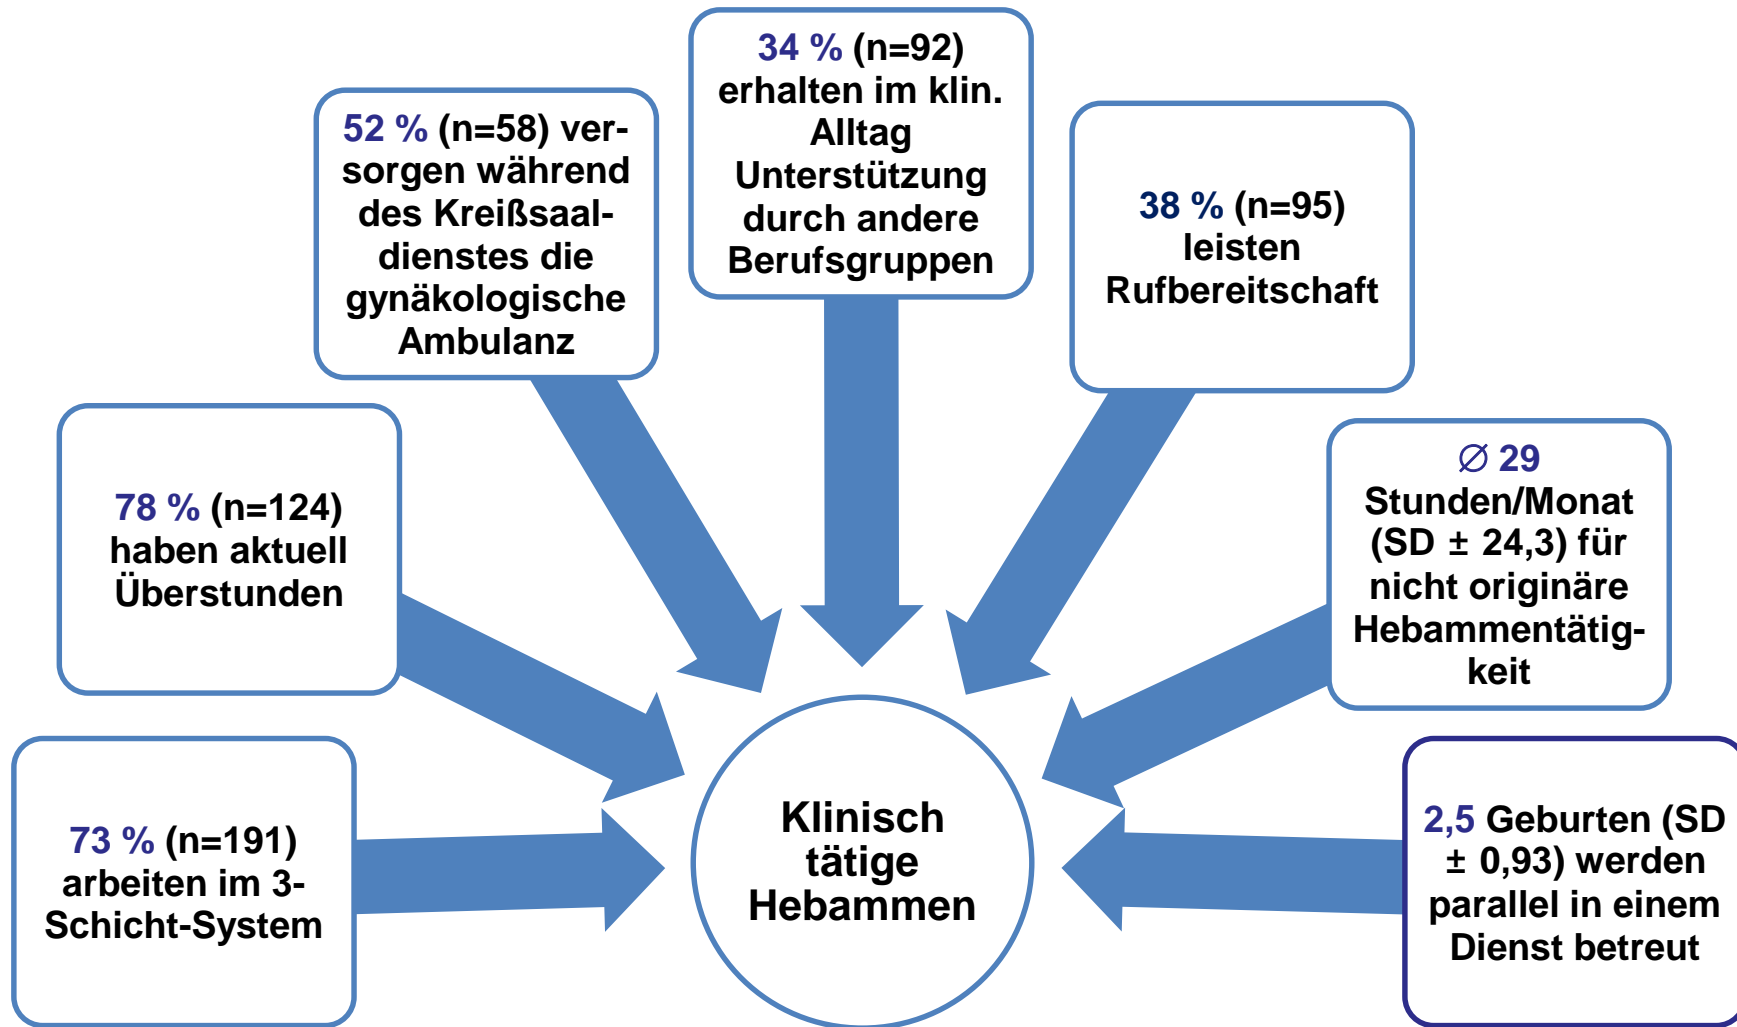 34 % (n=92)
erhalten im klin.
Alltag
Unterstützung
durch andere
Berufsgruppen
52 % (n=58) ver-
sorgen während
des Kreißsaal-
dienstes die
gynäkologische
Ambulanz
38 % (n=95)
leisten
Rufbereitschaft
78 % (n=124)
haben aktuell
Überstunden
∅ 29
Stunden/Monat
(SD ± 24,3) für
nicht originäre
Hebammentätig-
keit
73 % (n=191)
arbeiten im 3-
Schicht-System
Klinisch
tätige
Hebammen
2,5 Geburten (SD
± 0,93) werden
parallel in einem
Dienst betreut